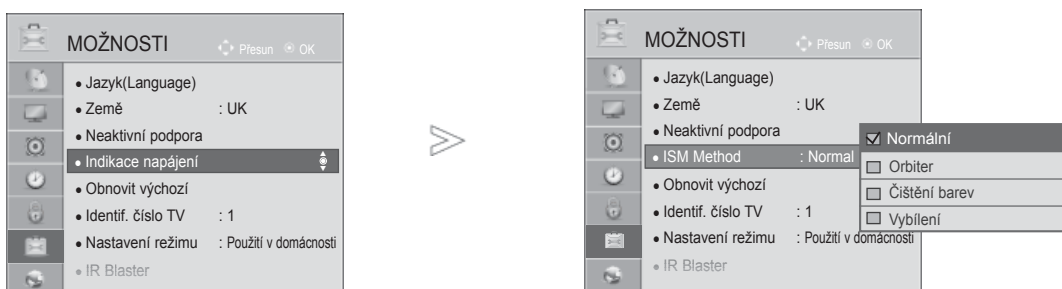 MOŽNOSTI
Přesun OK
• Jazyk(Language)
• Země : UK
• Neaktivní podpora
• Indikace napájení
• Obnovit výchozí
• Identif. číslo TV : 1
• Nastavení režimu : Použití v domácnosti
• IR Blaster
MOŽNOSTI
Přesun OK
• Jazyk(Language)
• Země : UK
• Neaktivní podpora
• ISM Method : Normal
• Obnovit výchozí
• Identif. číslo TV : 1
• Nastavení režimu : Použití v domácnosti
• IR Blaster
Normální
Orbiter
Čištění barev
Vybílení